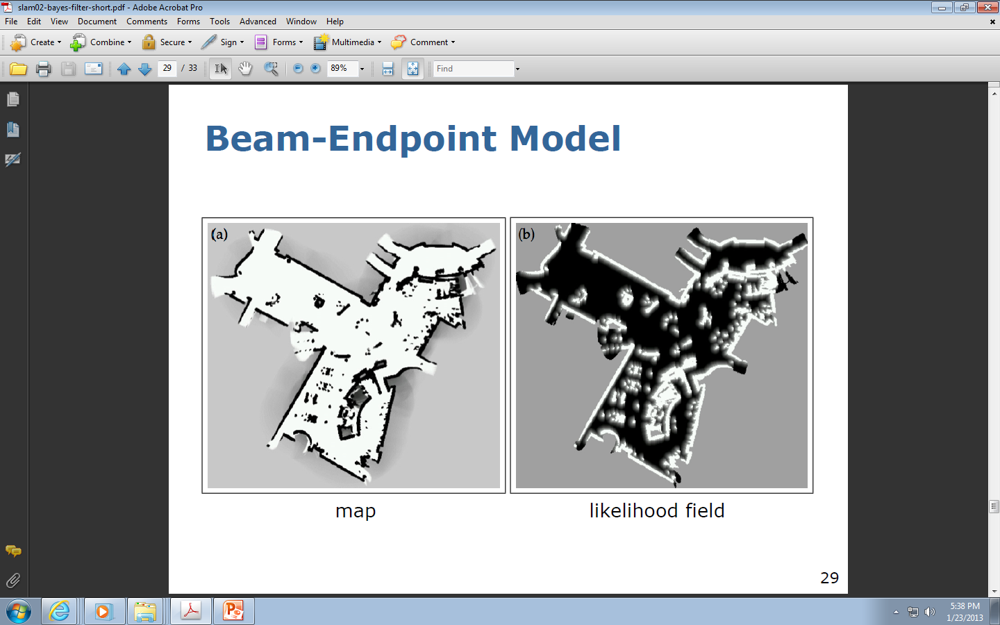 slam02-bayes-filter-short.pdf - Adobe Acrobat Pro
File Edit View Document Comments Forms Tools Advanced Window Help
Create Combine Secure Sign Forms Multimedia Comment
29 / 33 89% Find
Beam-Endpoint Model
(a) (b)
map likelihood field
29
5:38 PM
1/23/2013